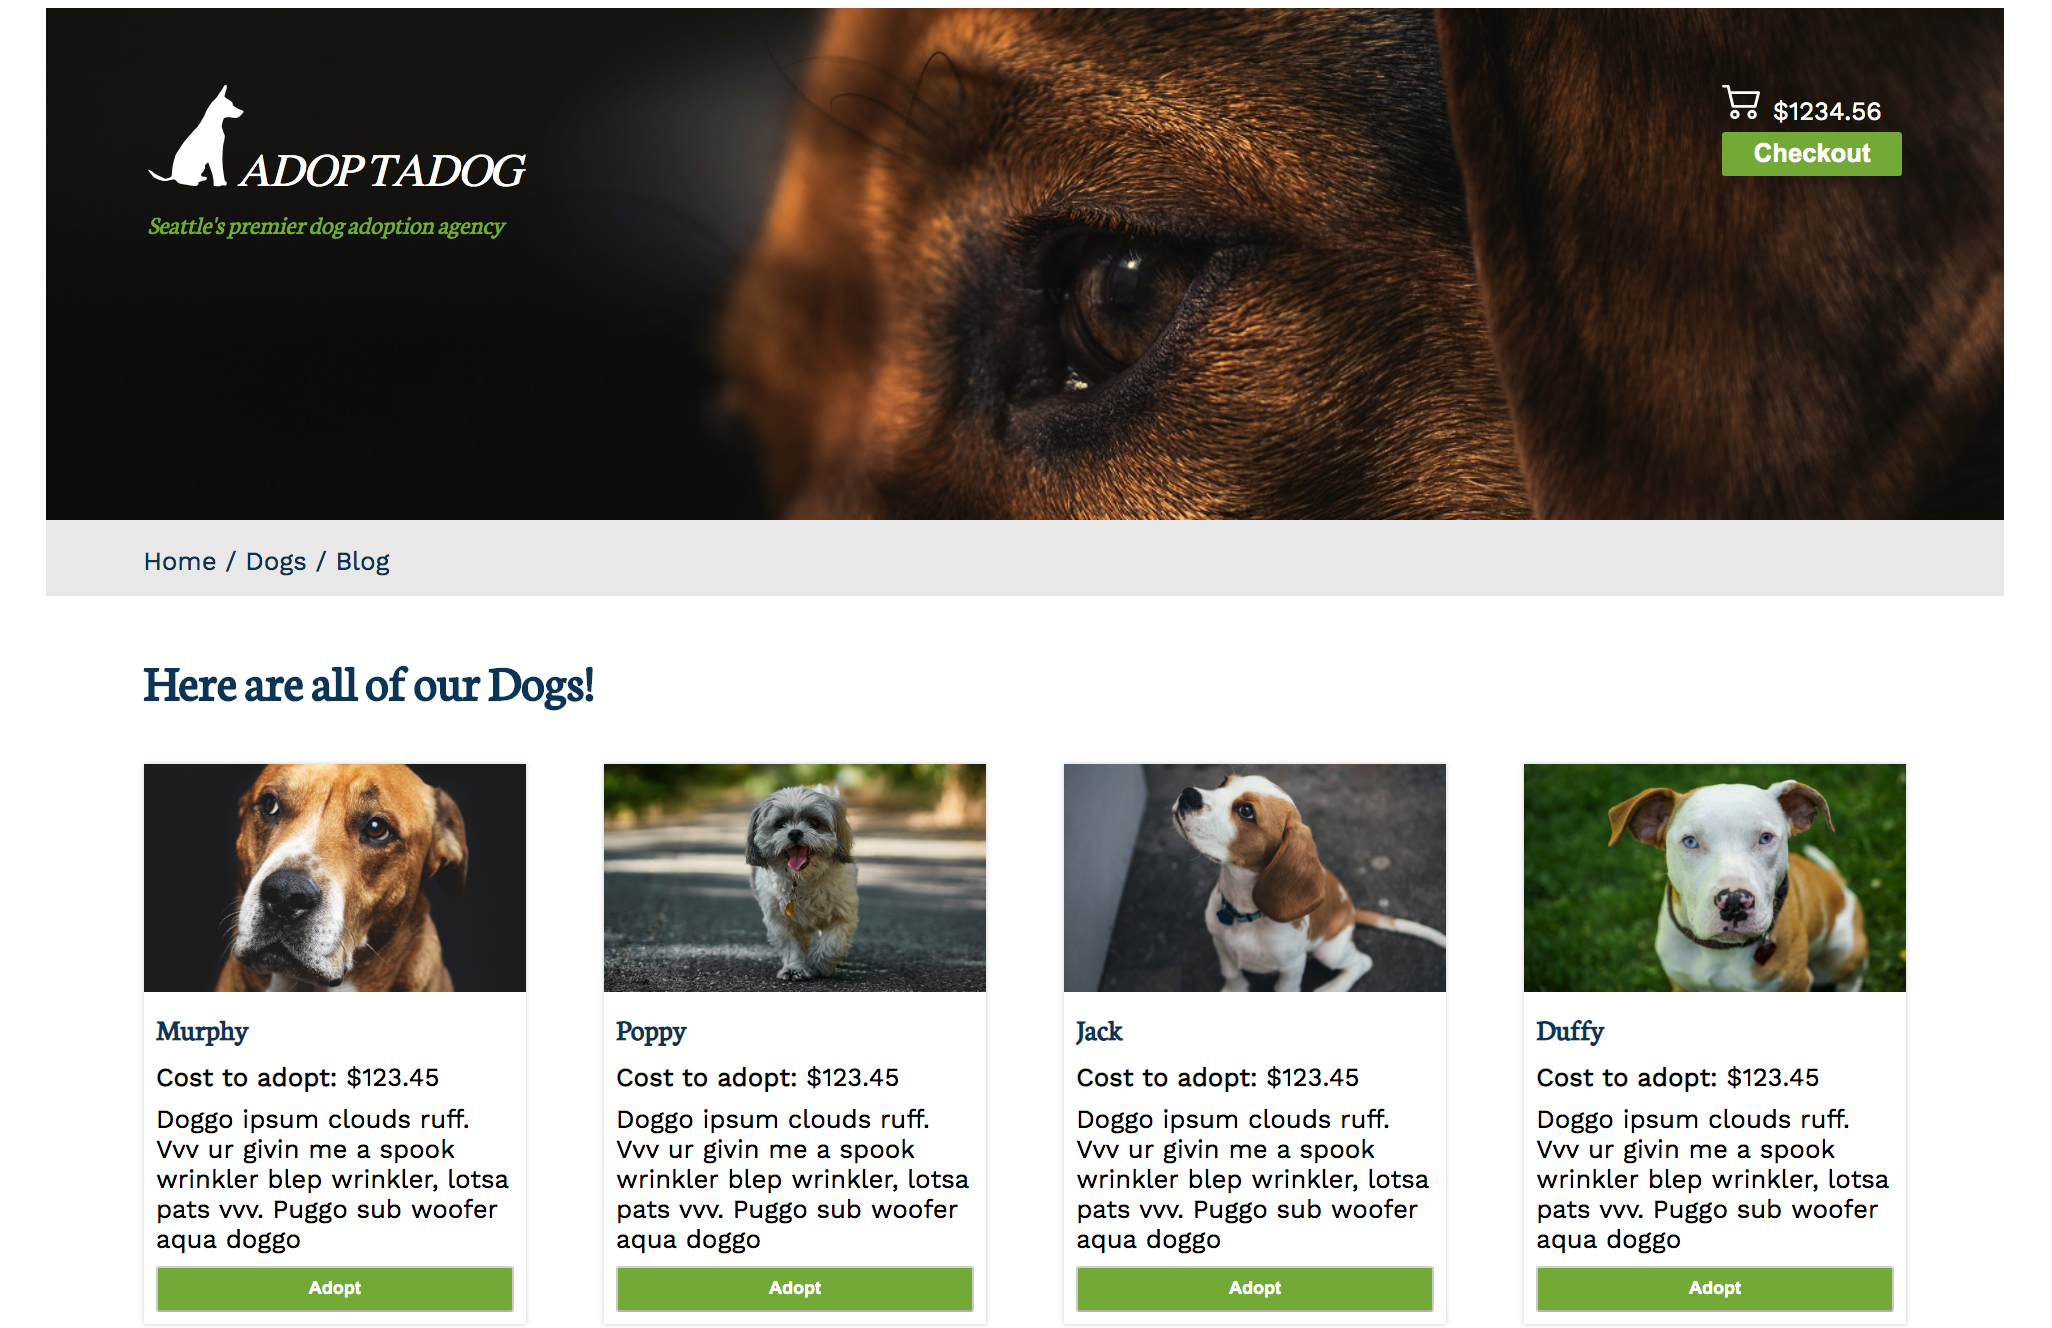 ADOPTADOG
Seattle's premier dog adoption agency
$1234.56
Checkout
Home / Dogs / Blog
Here are all of our Dogs!
Murphy
Cost to adopt: $123.45
Doggo ipsum clouds ruff.
Vvv ur givin me a spook
wrinkler blep wrinkler, lotsa
pats vvv. Puggo sub woofer
aqua doggo
Adopt
Poppy
Cost to adopt: $123.45
Doggo ipsum clouds ruff.
Vvv ur givin me a spook
wrinkler blep wrinkler, lotsa
pats vvv. Puggo sub woofer
aqua doggo
Adopt
Jack
Cost to adopt: $123.45
Doggo ipsum clouds ruff.
Vvv ur givin me a spook
wrinkler blep wrinkler, lotsa
pats vvv. Puggo sub woofer
aqua doggo
Adopt
Duffy
Cost to adopt: $123.45
Doggo ipsum clouds ruff.
Vvv ur givin me a spook
wrinkler blep wrinkler, lotsa
pats vvv. Puggo sub woofer
aqua doggo
Adopt